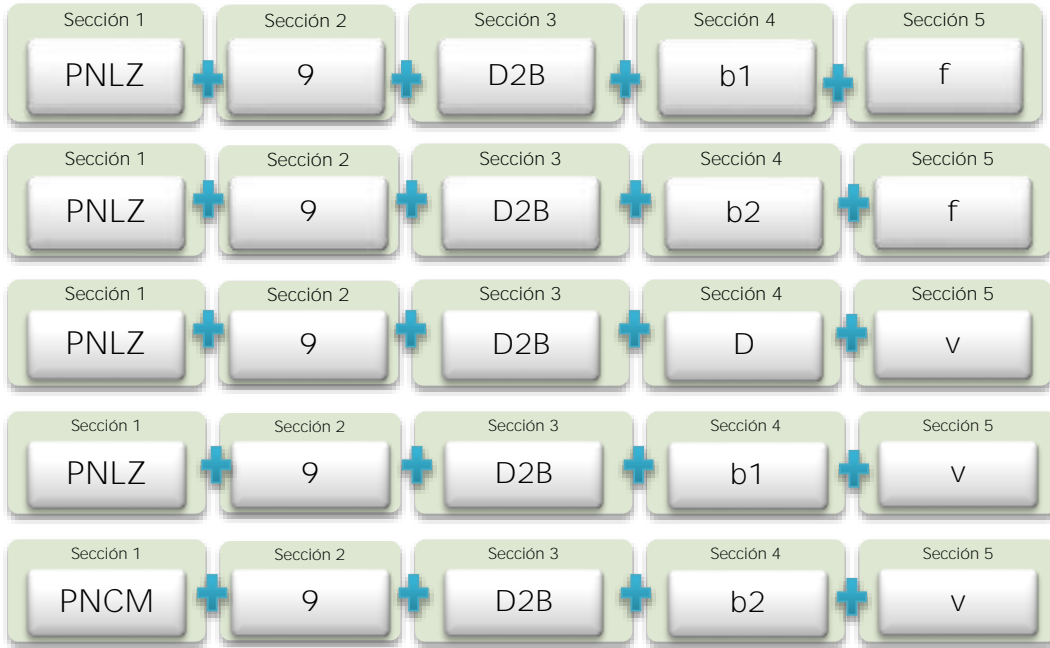 Sección 1 Sección 2 Sección 3 Sección 4 Sección 5
PNLZ 9 D2B b1 f
Sección 1 Sección 2 Sección 3 Sección 4 Sección 5
PNLZ 9 D2B b2 f
Sección 1 Sección 2 Sección 3 Sección 4 Sección 5
PNLZ 9 D2B D v
Sección 1 Sección 2 Sección 3 Sección 4 Sección 5
PNLZ 9 D2B b1 v
Sección 1 Sección 2 Sección 3 Sección 4 Sección 5
PNCM 9 D2B b2 v